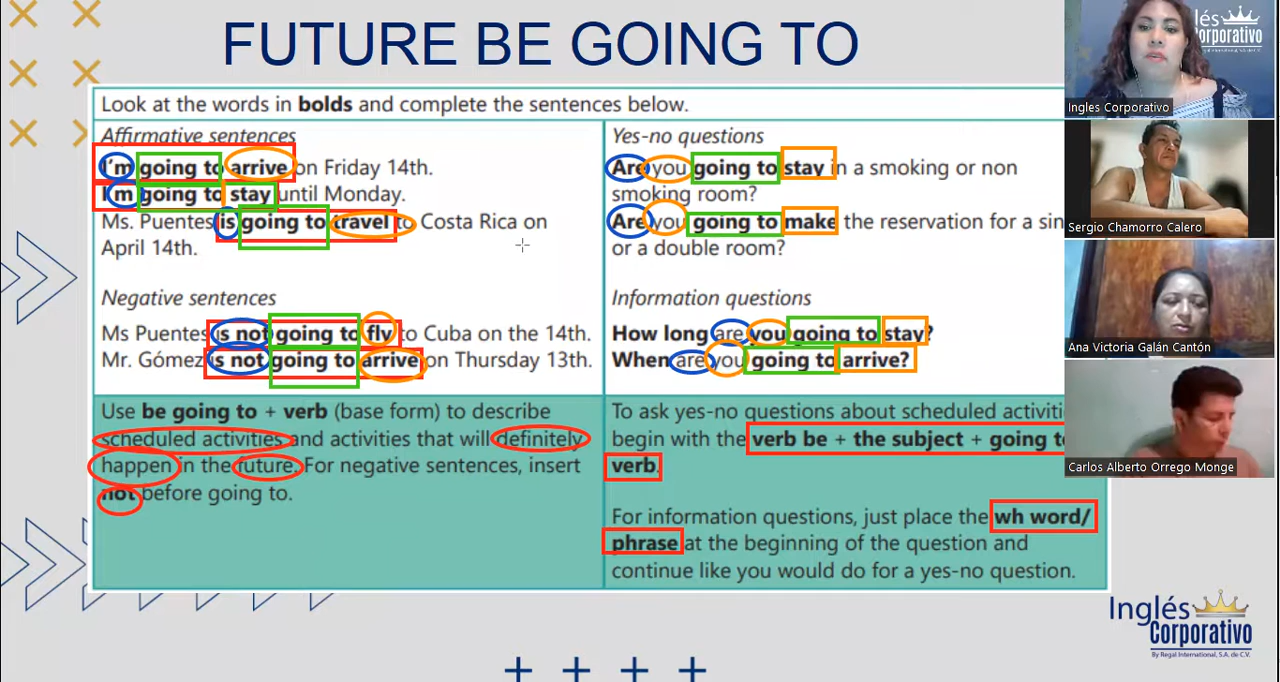 FUTURE BE GOING TO
Look at the words in bolds and complete the sentences below.
Affirmative sentences
I'm going to arrive on Friday 14th.
I'm going to stay until Monday.
Ms. Puentes is going to travel to Costa Rica on
April 14th.
Negative sentences
Ms Puentes is not going to fly to Cuba on the 14th.
Mr. Gómez is not going to arrive on Thursday 13th.
Use be going to + verb (base form) to describe
scheduled activities and activities that will definitely
happen in the future. For negative sentences, insert
not before going to.
Yes-no questions
Are you going to stay in a smoking or non
smoking room?
Are you going to make the reservation for a sin
or a double room?
Information questions
How long are you going to stay?
When are you going to arrive?
To ask yes-no questions about scheduled activiti
begin with the verb be + the subject + going t
verb.
For information questions, just place the wh word/
phrase at the beginning of the question and
continue like you would do for a yes-no question.
lés
Corporativo
Ingles Corporativo
Sergio Chamorro Calero
Ana Victoria Galán Cantón
Carlos Alberto Orrego Monge
Inglés
Corporativo
By Regal International, S.A. de C.V.